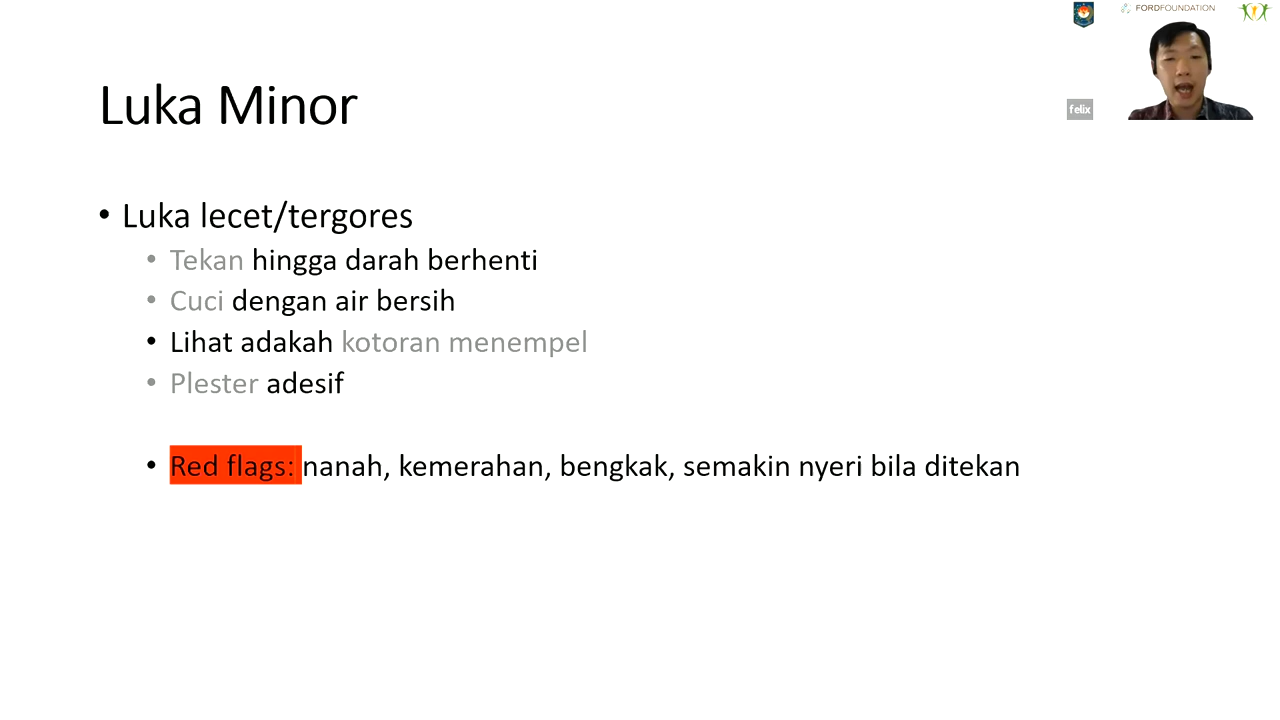 FORDFOUNDATION
felix
Luka Minor
• Luka lecet/tergores
• Tekan hingga darah berhenti
• Cuci dengan air bersih
• Lihat adakah kotoran menempel
• Plester adesif
• Red flags: nanah, kemerahan, bengkak, semakin nyeri bila ditekan